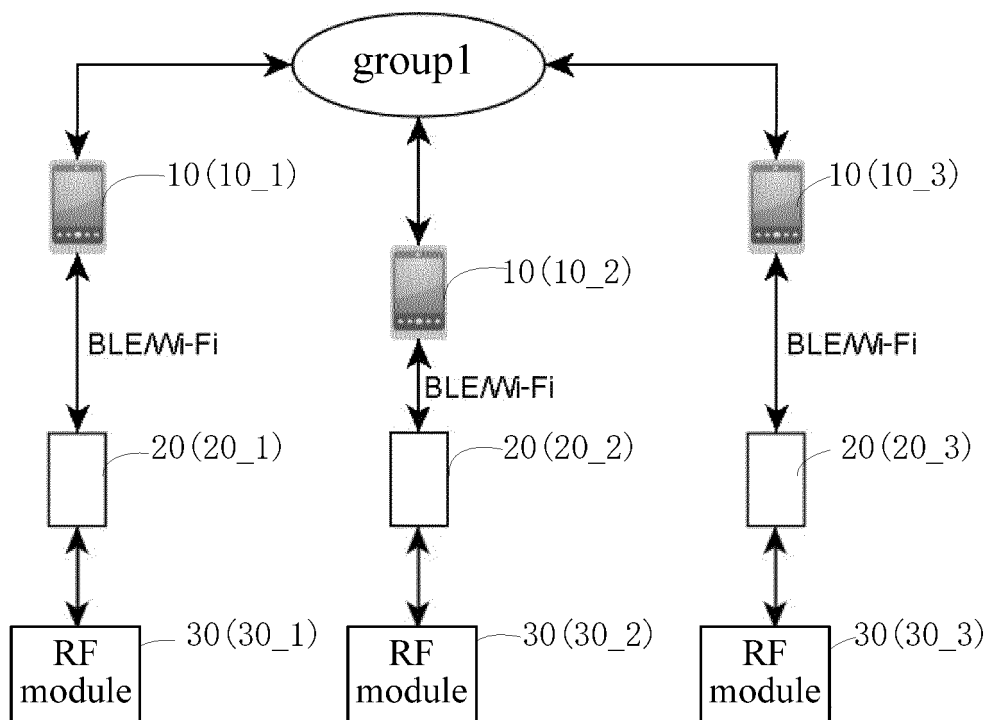 group1
10(10_1)
10(10_3)
10(10_2)
BLE/Wi-Fi
BLE/Wi-Fi
BLE/Wi-Fi
20(20_1)
20(20_2)
20(20_3)
30(30_1)
30(30_2)
30(30_3)
RF
module
RF
module
RF
module